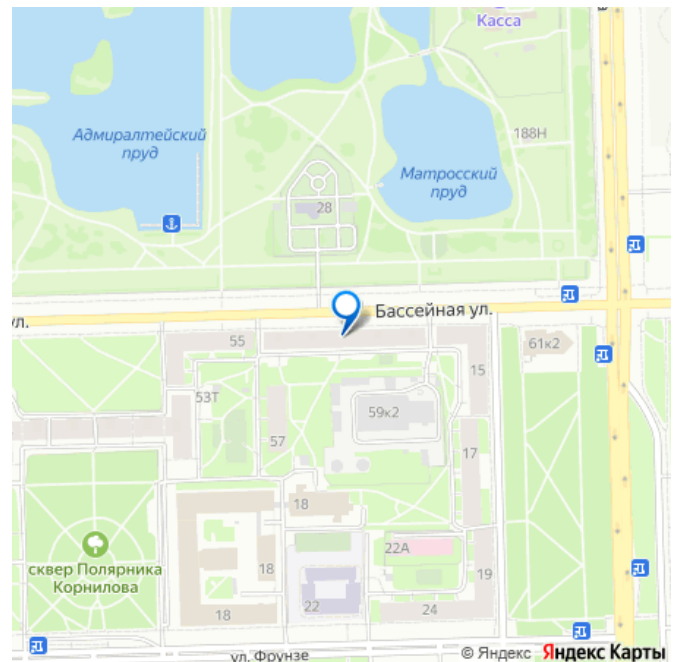 Касса
Адмиралтейский
пруд
188Н
Матросский
пруд
28
Бассейная ул.
ул.
55
61к2
15
53Т
59к2
57
17
18
22А
сквер Полярника
Корнилова
18
19
22
24
18
ул. Фрунзе
© Яндекс Яндекс Карты